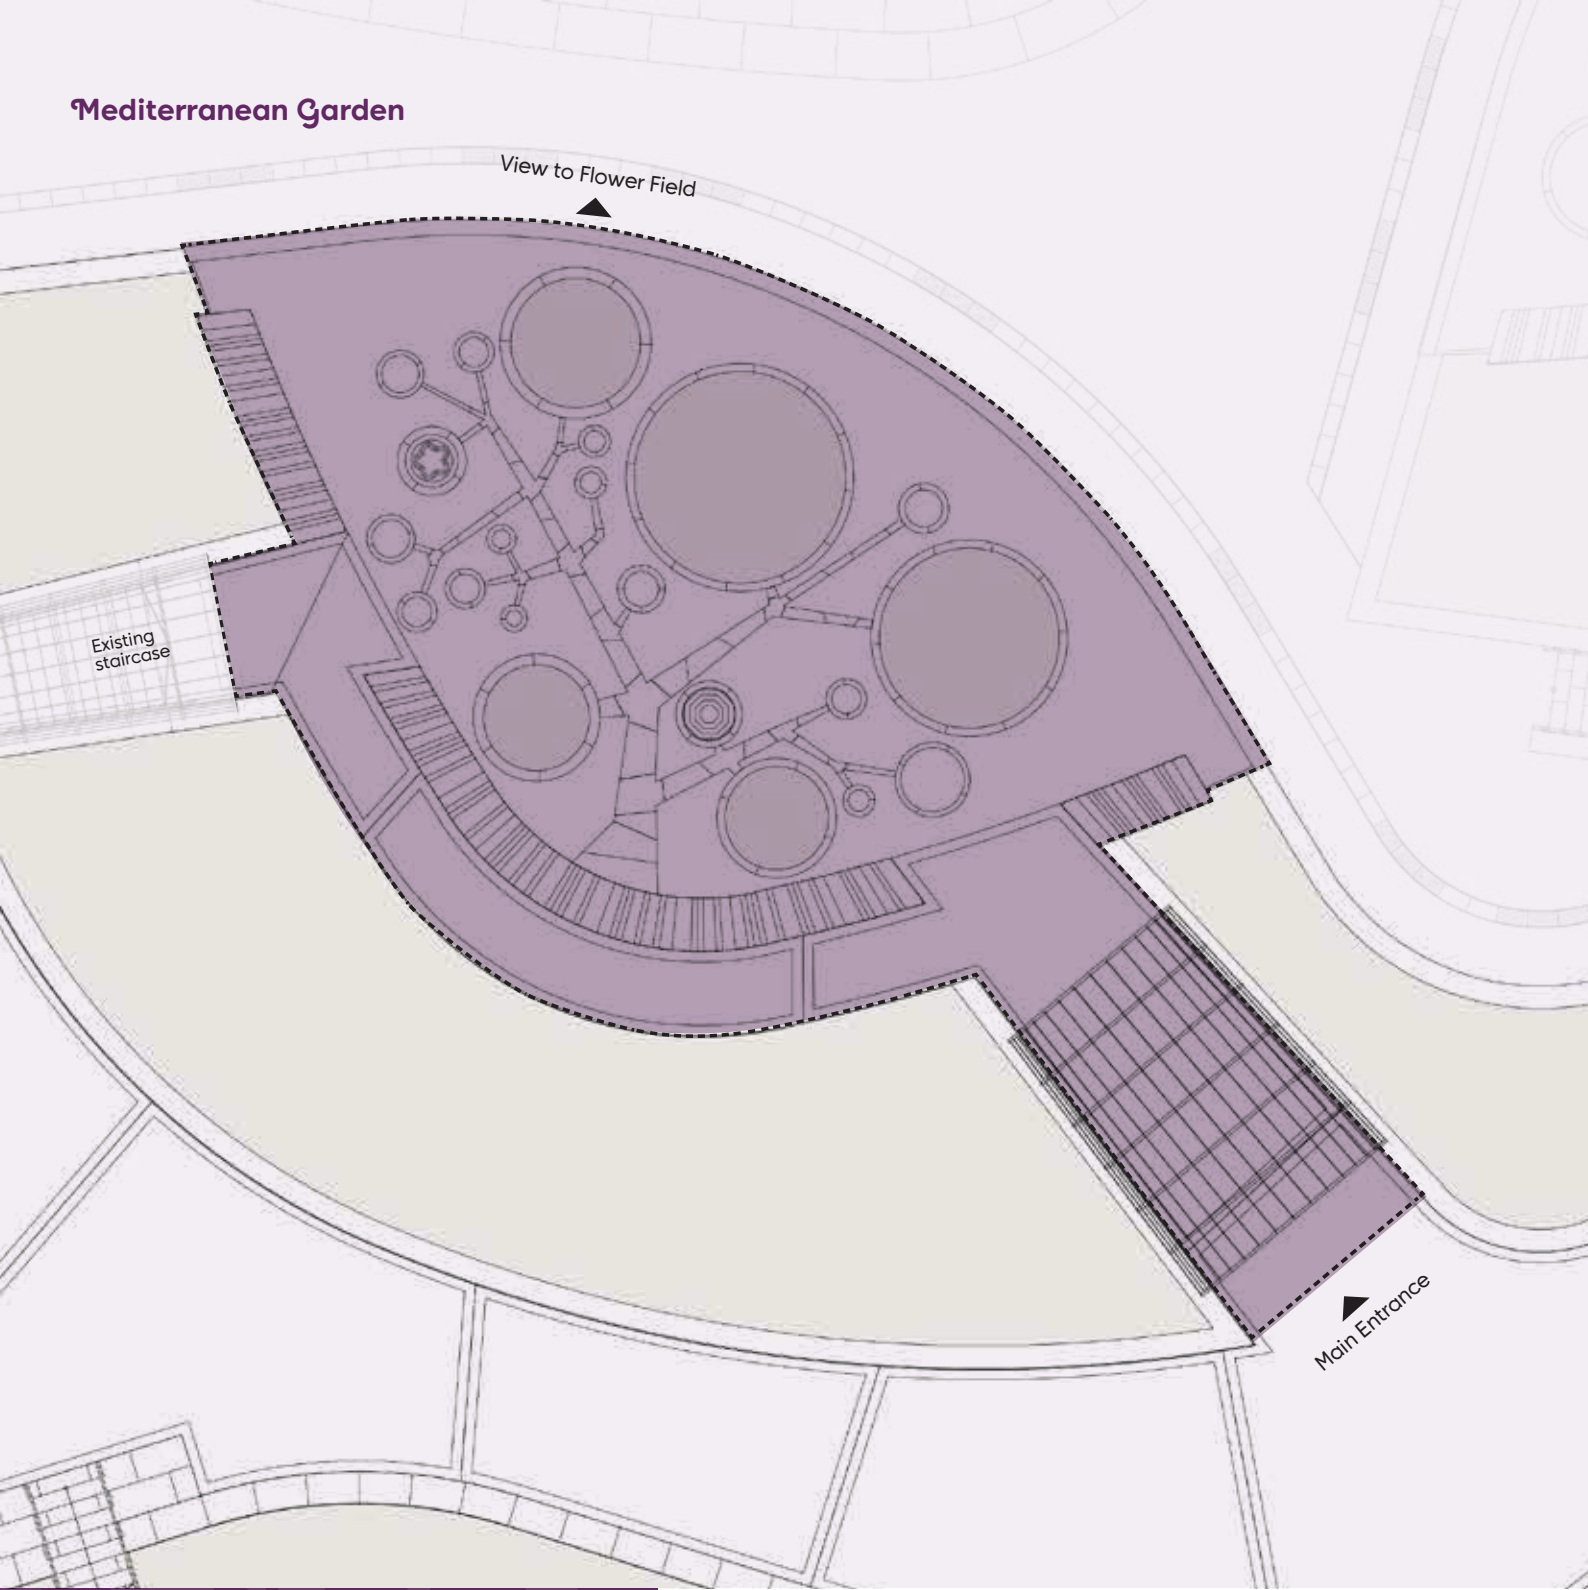 Mediterranean Garden
View to Flower Field
Existing
staircase
Main Entrance